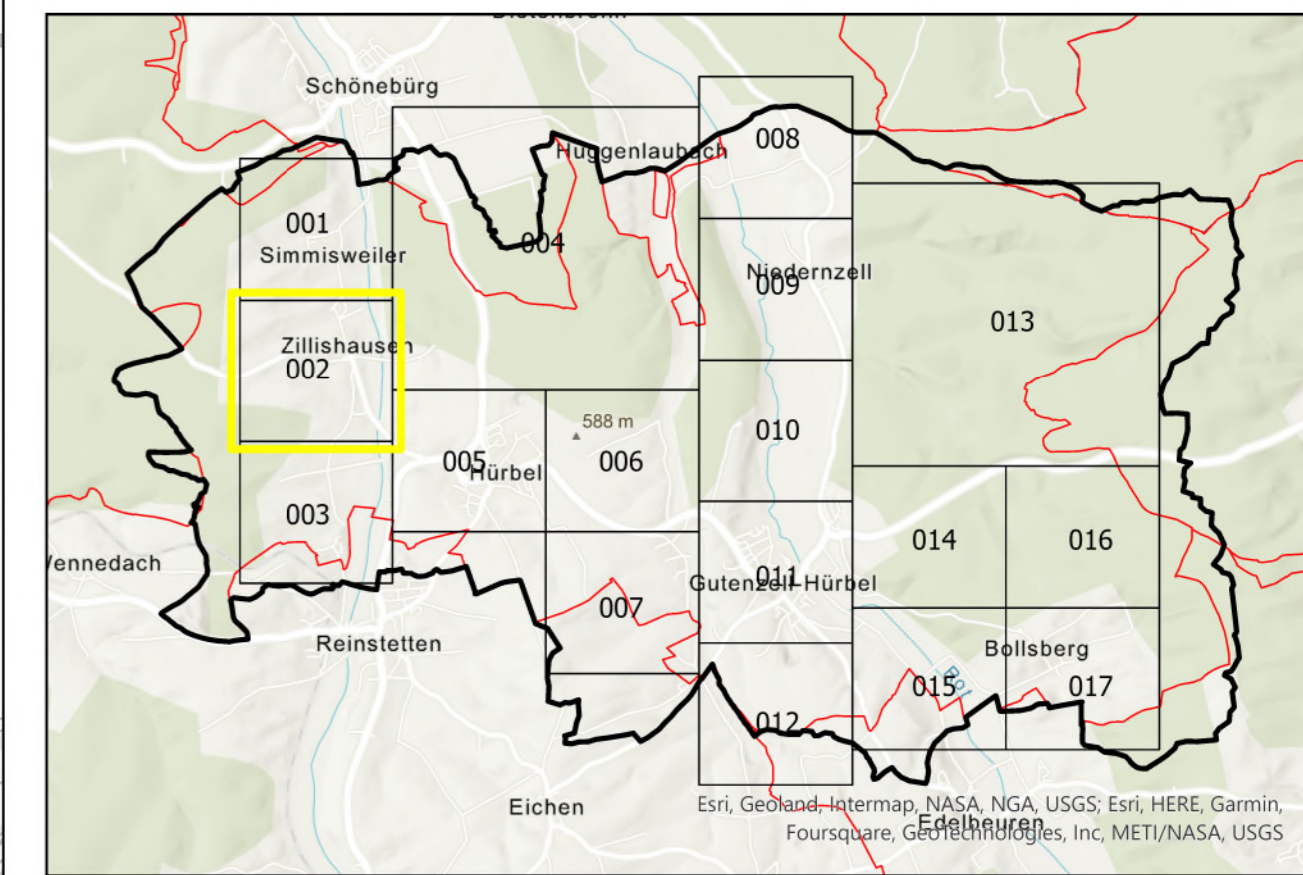 Schönebürg
Huggenlaubach
008
001
Simmisweiler
004
Niedernzell
009
013
Zillishausen
002
588 m
010
005
Hürbel
006
003
014
016
Wennedach
Gutenzell-Hürbel
011
007
Reinstetten
Bollsberg
015
Rot
017
012
Eichen
Esri, Geoland, Intermap, NASA, NGA, USGS; Esri, HERE, Garmin,
Edelbeuren
Foursquare, GeoTechnologies, Inc, METI/NASA, USGS